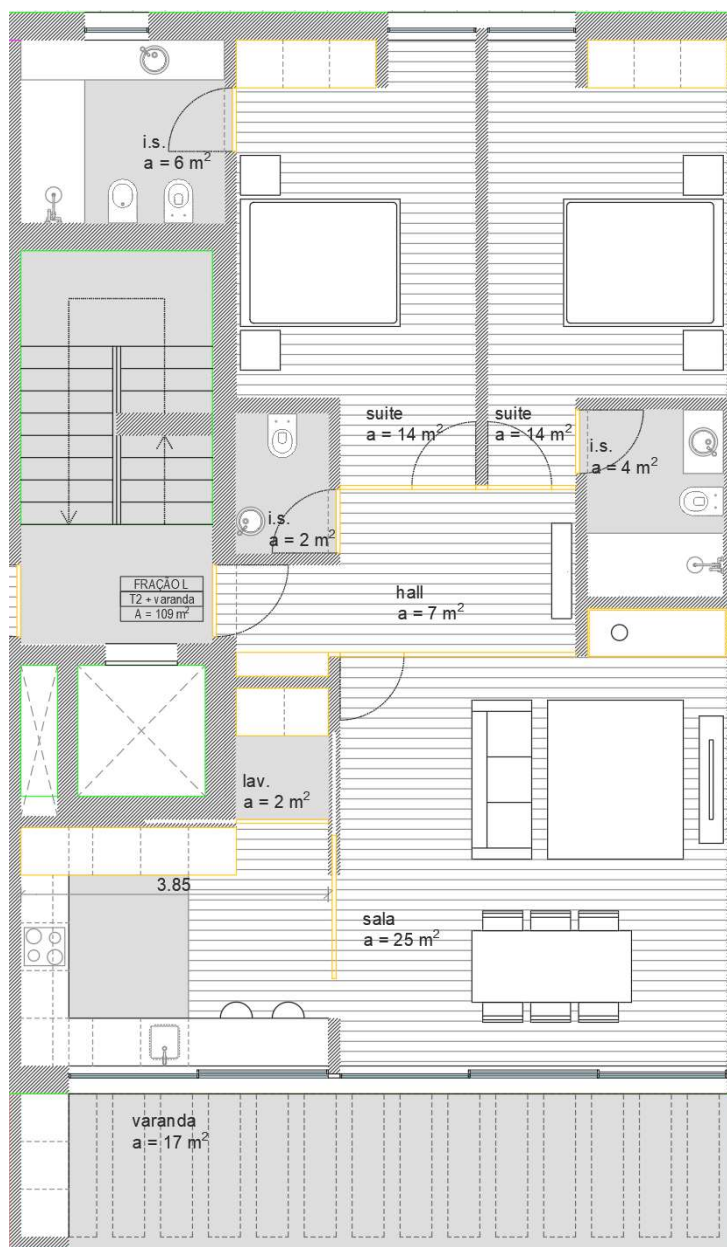 i.s.
a = 6 m²
suite
a = 14 m²
suite
a = 14 m²
i.s.
a = 4 m²
i.s.
a = 2 m²
FRAÇÃO L
T2 + varanda
A = 109 m²
hall
a = 7 m²
lav.
a = 2 m²
3.85
sala
a = 25 m²
varanda
a = 17 m²